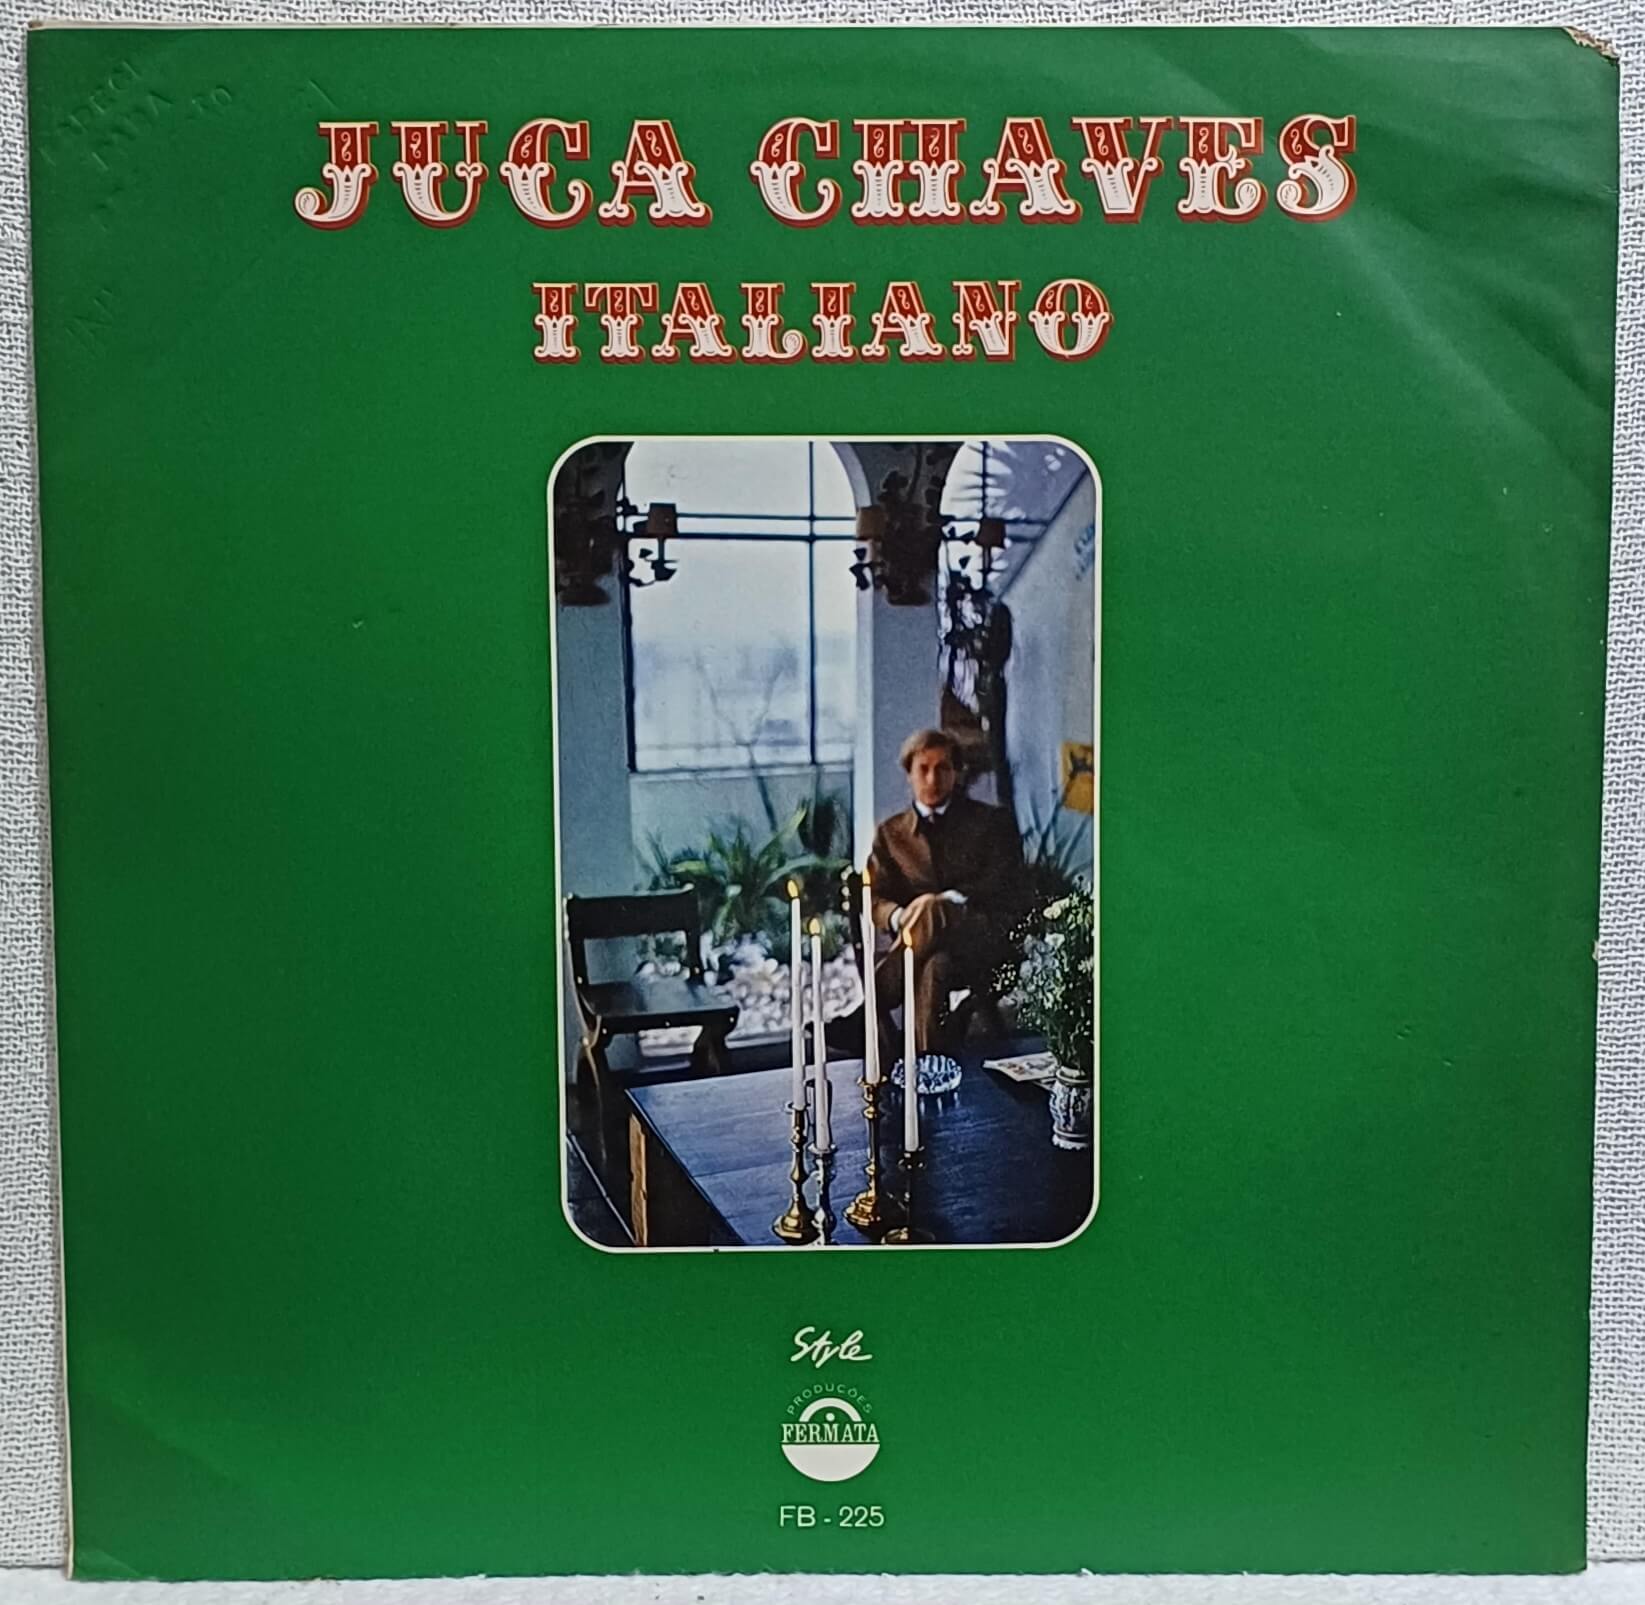 JUCA CHAVES
ITALIANO
Style
PRODUCÕES
FERMATA
FB - 225